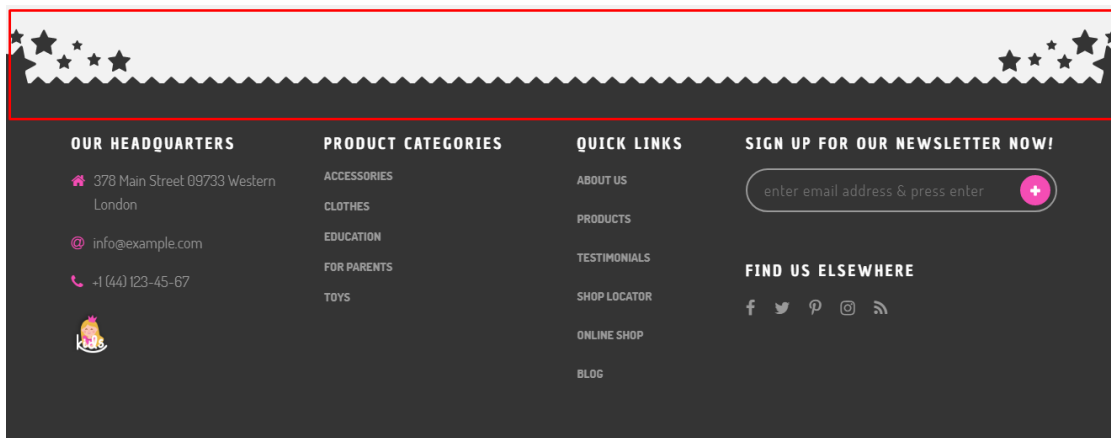 OUR HEADQUARTERS
378 Main Street 09733 Western
London
info@example.com
+1 (44) 123-45-67
kids
PRODUCT CATEGORIES
ACCESSORIES
CLOTHES
EDUCATION
FOR PARENTS
TOYS
QUICK LINKS
ABOUT US
PRODUCTS
TESTIMONIALS
SHOP LOCATOR
ONLINE SHOP
BLOG
SIGN UP FOR OUR NEWSLETTER NOW!
enter email address & press enter
FIND US ELSEWHERE